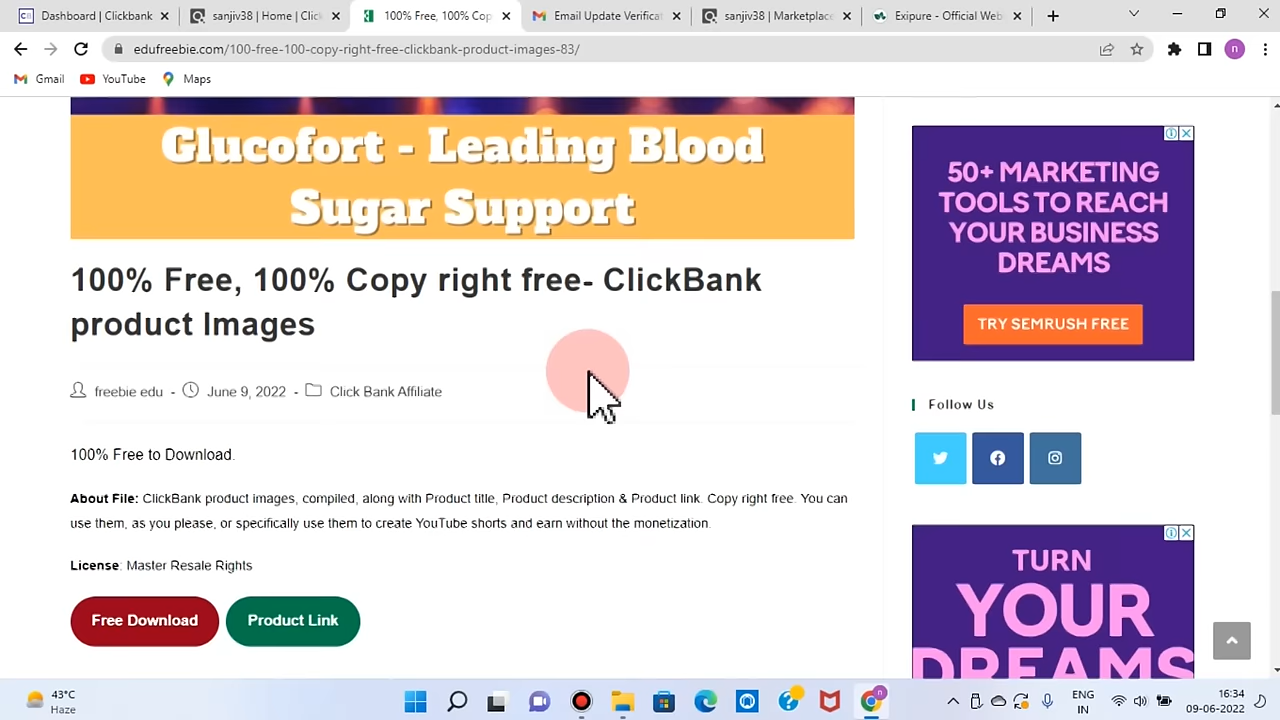 Dashboard | Clickbank
sanjiv38 | Home | Click
100% Free, 100% Cop
Email Update Verificat
sanjiv38 | Marketplace
Exipure - Official Web
edufreebie.com/100-free-100-copy-right-free-clickbank-product-images-83/
n
Gmail
YouTube
Maps
Glucofort - Leading Blood
Sugar Support
100% Free, 100% Copy right free- ClickBank
product Images
freebie edu - June 9, 2022 - Click Bank Affiliate
100% Free to Download.
About File: ClickBank product images, compiled, along with Product title, Product description & Product link. Copy right free. You can
use them, as you please, or specifically use them to create YouTube shorts and earn without the monetization.
License: Master Resale Rights
Free Download
Product Link
50+ MARKETING
TOOLS TO REACH
YOUR BUSINESS
DREAMS
TRY SEMRUSH FREE
Follow Us
TURN
YOUR
DREAMS
43°C
Haze
ENG
IN
16:34
09-06-2022